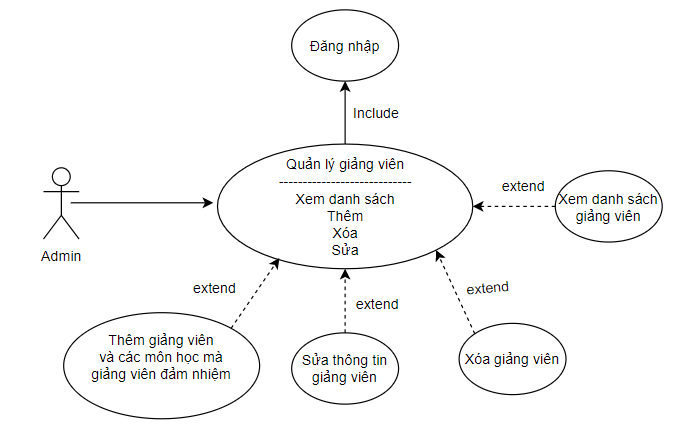 Đăng nhập
Include
Quản lý giảng viên
----------------------------
Xem danh sách
Thêm
Xóa
Sửa
Admin
extend
Xem danh sách
giảng viên
extend
Thêm giảng viên
và các môn học mà
giảng viên đảm nhiệm
extend
Sửa thông tin
giảng viên
extend
Xóa giảng viên